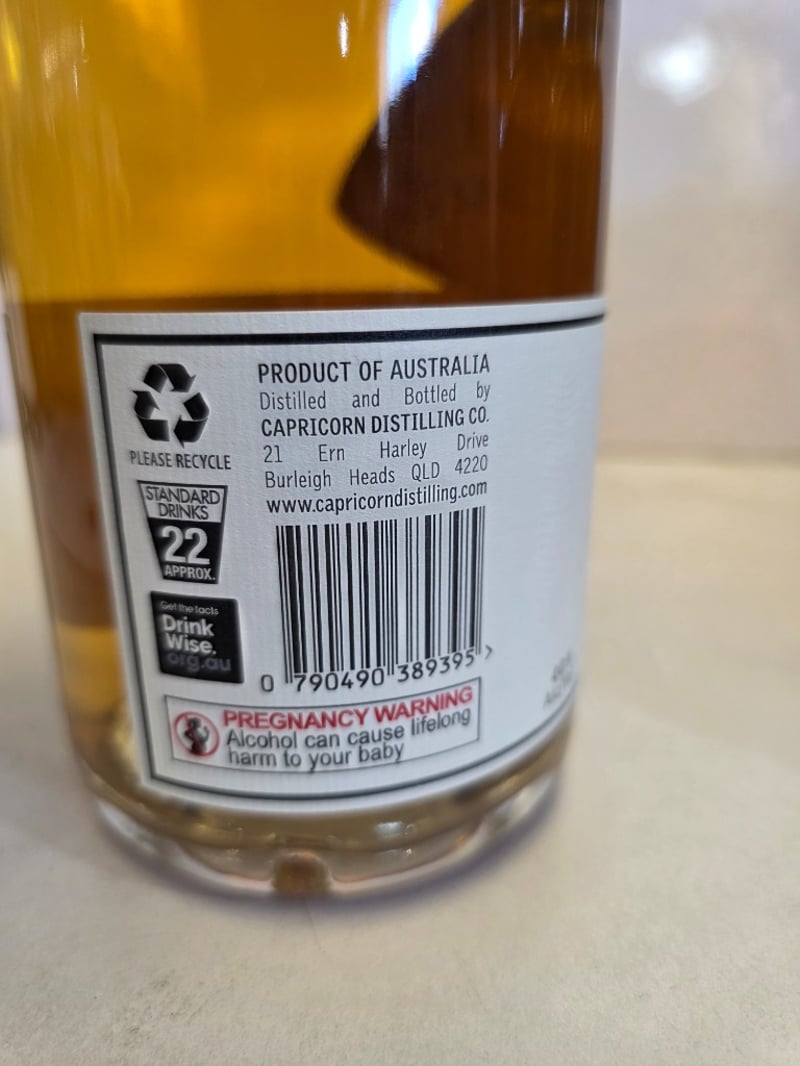 PRODUCT OF AUSTRALIA
Distilled and Bottled by
CAPRICORN DISTILLING CO.
21 Ern Harley Drive
Burleigh Heads QLD 4220
www.capricorndistilling.com
PLEASE RECYCLE
STANDARD
DRINKS
22
APPROX.
Get the facts
Drink
Wise.
org.au
0 790490 389395 >
PREGNANCY WARNING
Alcohol can cause lifelong
harm to your baby